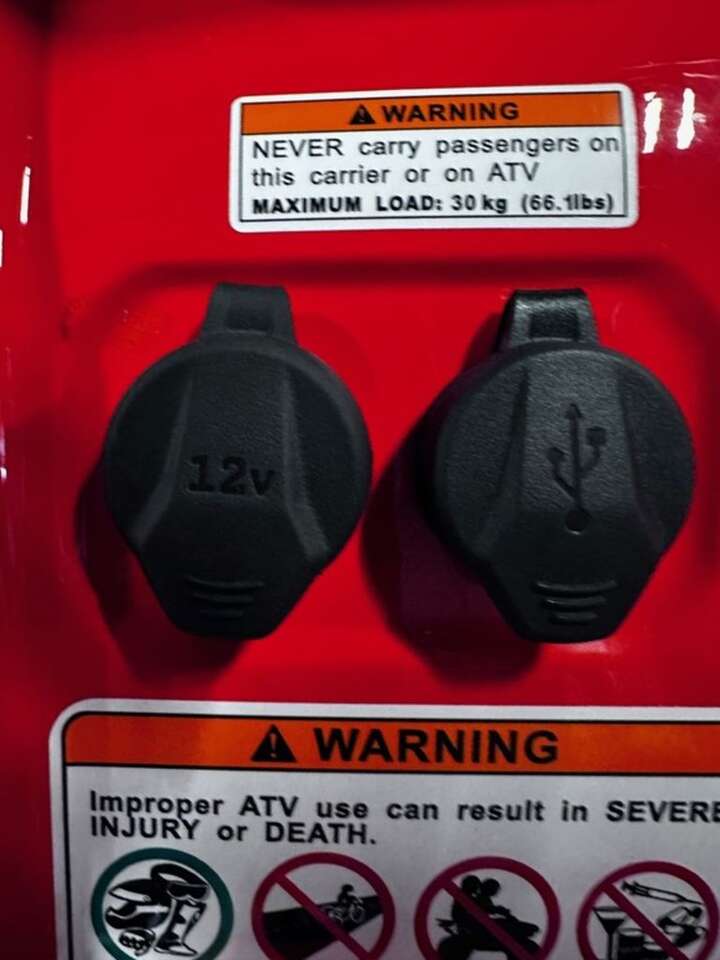 WARNING
NEVER carry passengers on
this carrier or on ATV
MAXIMUM LOAD: 30 kg (66.1lbs)
12v
WARNING
Improper ATV use can result in SEVERE
INJURY or DEATH.